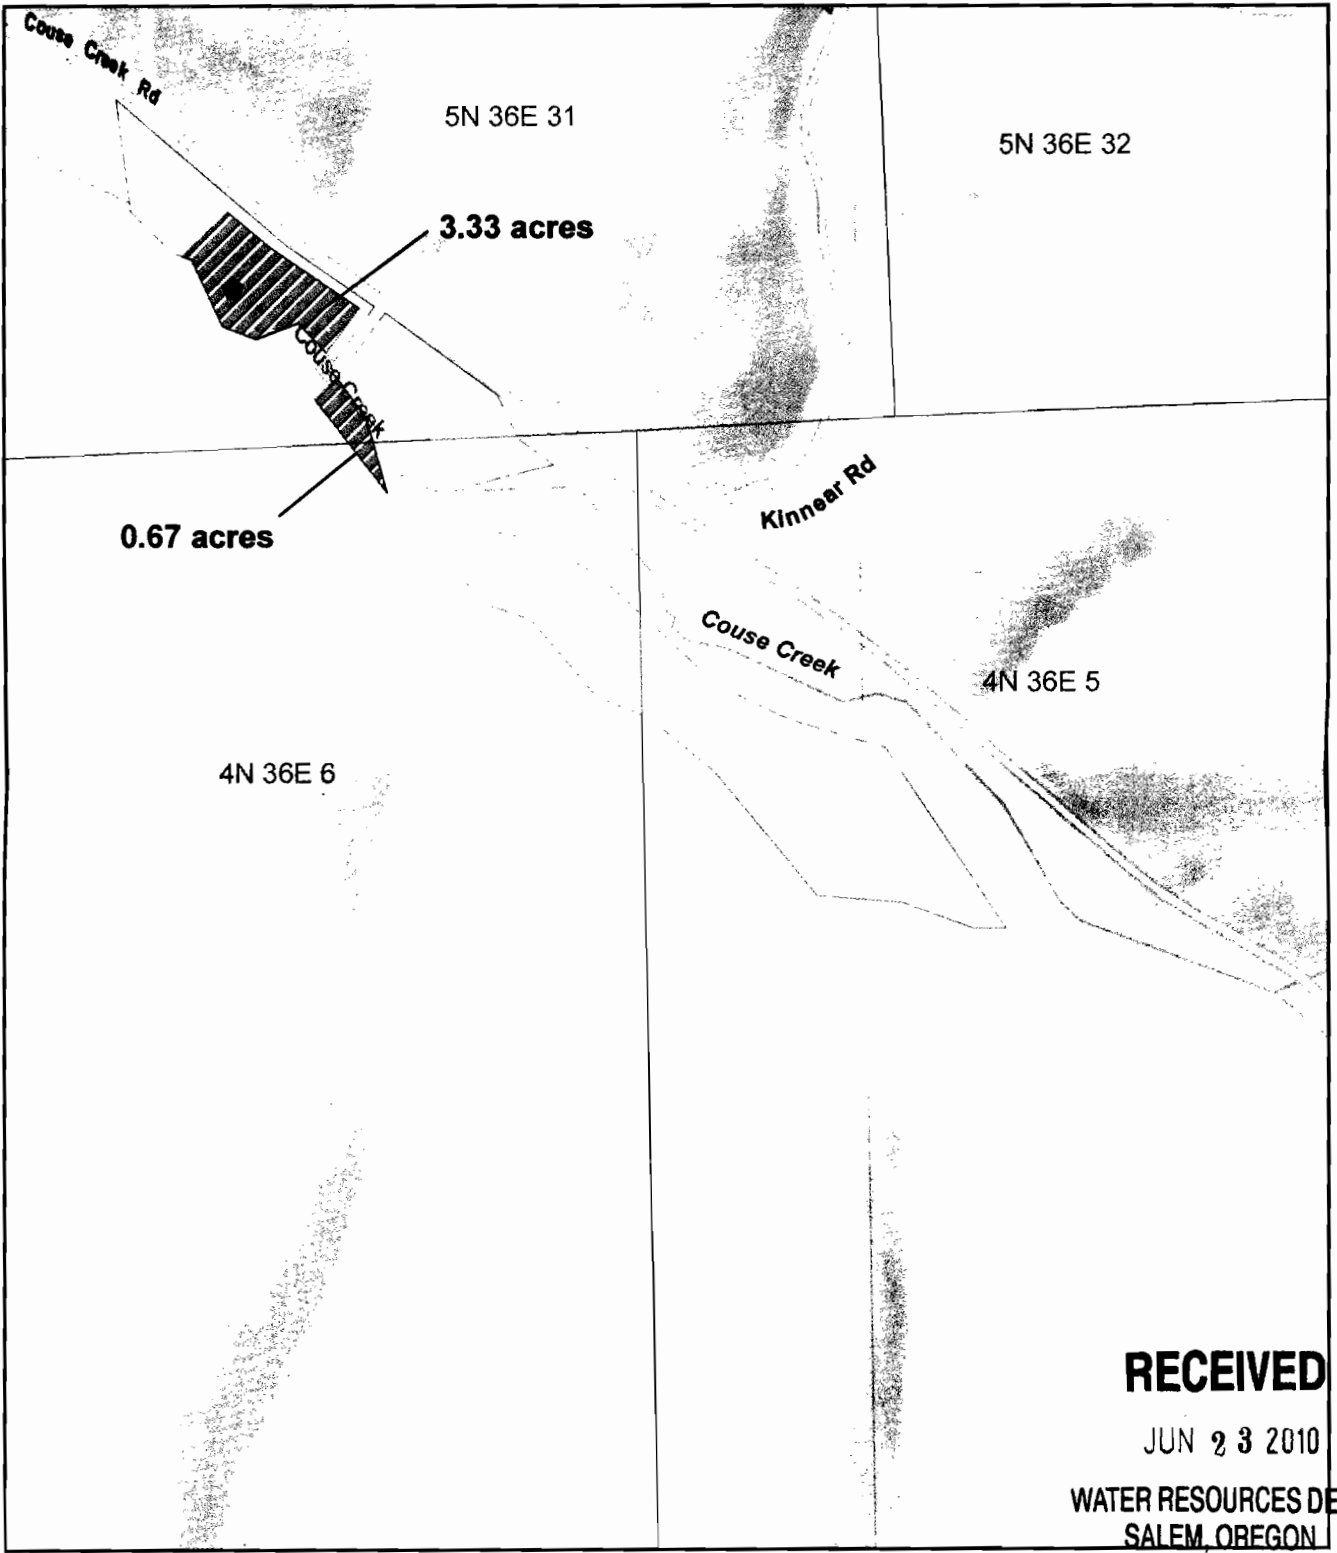 Couse Creek Rd
5N 36E 31
5N 36E 32
3.33 acres
Couse Creek
0.67 acres
Kinnear Rd
Couse Creek
4N 36E 5
4N 36E 6
RECEIVED
JUN 23 2010
WATER RESOURCES DE
SALEM, OREGON